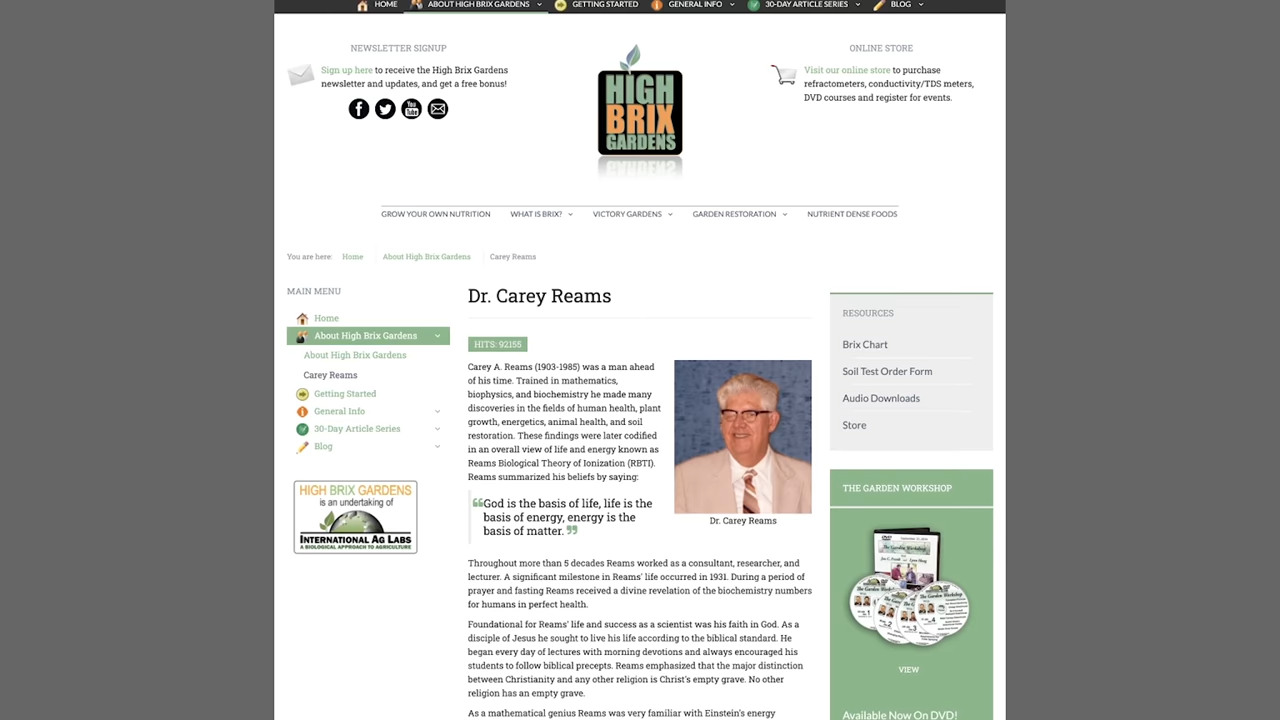 HOME
ABOUT HIGH BRIX GARDENS
GETTING STARTED
GENERAL INFO
30-DAY ARTICLE SERIES
BLOG
NEWSLETTER SIGNUP
Sign up here to receive the High Brix Gardens
newsletter and updates, and get a free bonus!
You
Tube
HIGH
BRIX
GARDENS
ONLINE STORE
Visit our online store to purchase
refractometers, conductivity/TDS meters,
DVD courses and register for events.
GROW YOUR OWN NUTRITION
WHAT IS BRIX?
VICTORY GARDENS
GARDEN RESTORATION
NUTRIENT DENSE FOODS
You are here:
Home
About High Brix Gardens
Carey Reams
MAIN MENU
Home
About High Brix Gardens
About High Brix Gardens
Carey Reams
Getting Started
General Info
30-Day Article Series
Blog
HIGH BRIX GARDENS
is an undertaking of
INTERNATIONAL AG LABS
A BIOLOGICAL APPROACH TO AGRICULTURE
Dr. Carey Reams
HITS: 92155
Carey A. Reams (1903-1985) was a man ahead
of his time. Trained in mathematics,
biophysics, and biochemistry he made many
discoveries in the fields of human health, plant
growth, energetics, animal health, and soil
restoration. These findings were later codified
in an overall view of life and energy known as
Reams Biological Theory of Ionization (RBTI).
Reams summarized his beliefs by saying:
God is the basis of life, life is the
basis of energy, energy is the
basis of matter.
Dr. Carey Reams
Throughout more than 5 decades Reams worked as a consultant, researcher, and
lecturer. A significant milestone in Reams' life occurred in 1931. During a period of
prayer and fasting Reams received a divine revelation of the biochemistry numbers
for humans in perfect health.
Foundational for Reams' life and success as a scientist was his faith in God. As a
disciple of Jesus he sought to live his life according to the biblical standard. He
began every day of lectures with morning devotions and always encouraged his
students to follow biblical precepts. Reams emphasized that the major distinction
between Christianity and any other religion is Christ's empty grave. No other
religion has an empty grave.
As a mathematical genius Reams was very familiar with Einstein's energy
RESOURCES
Brix Chart
Soil Test Order Form
Audio Downloads
Store
THE GARDEN WORKSHOP
The Garden Workshop
VIEW
Available Now On DVD!